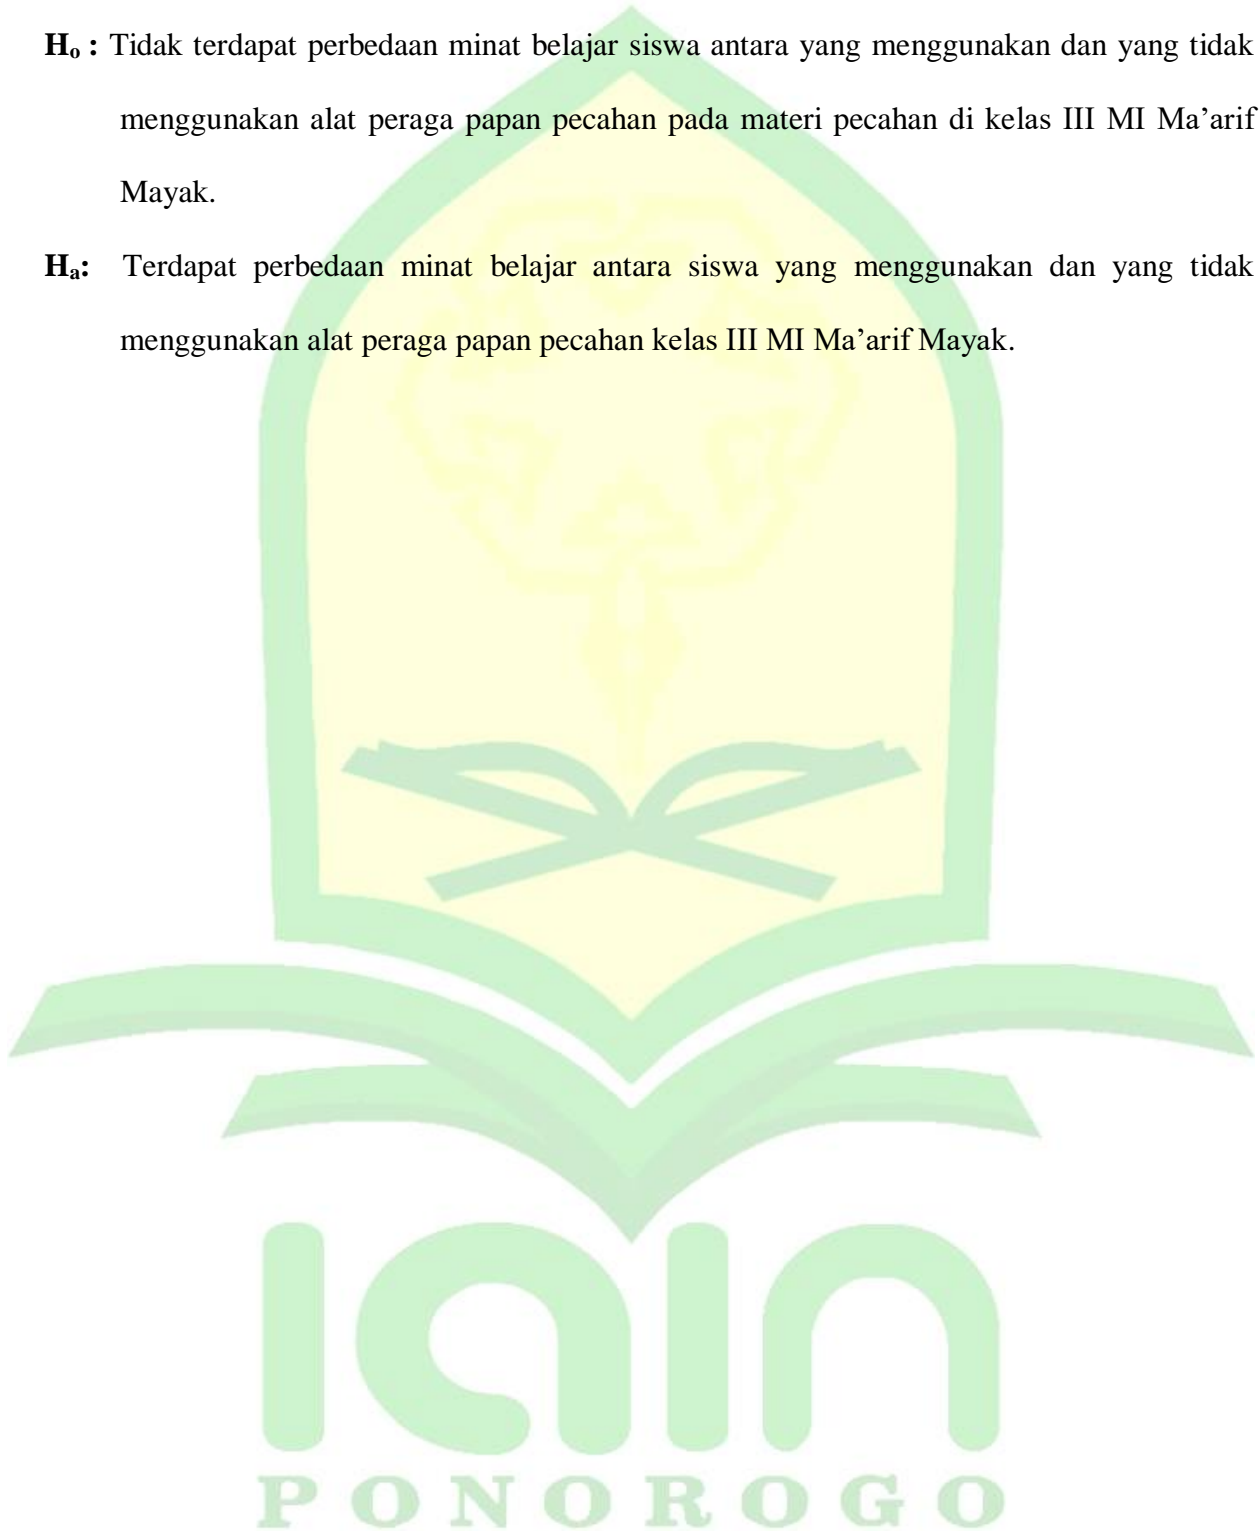 Ho : Tidak terdapat perbedaan minat belajar siswa antara yang menggunakan dan yang tidak
menggunakan alat peraga papan pecahan pada materi pecahan di kelas III MI Ma’arif
Mayak.
Ha: Terdapat perbedaan minat belajar antara siswa yang menggunakan dan yang tidak
menggunakan alat peraga papan pecahan kelas III MI Ma’arif Mayak.
iain
PONOROGO